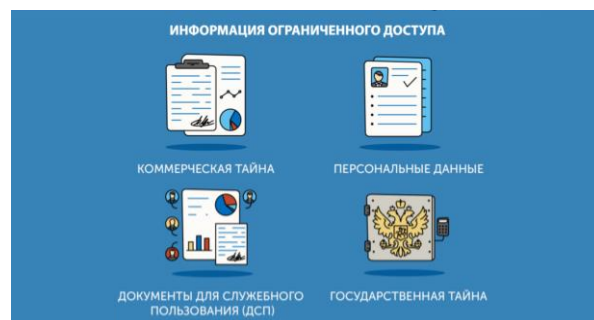 ИНФОРМАЦИЯ ОГРАНИЧЕННОГО ДОСТУПА
КОММЕРЧЕСКАЯ ТАЙНА
ПЕРСОНАЛЬНЫЕ ДАННЫЕ
ДОКУМЕНТЫ ДЛЯ СЛУЖЕБНОГО
ПОЛЬЗОВАНИЯ (ДСП)
ГОСУДАРСТВЕННАЯ ТАЙНА